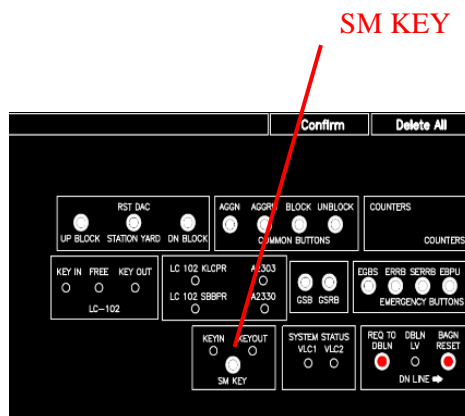 SM KEY
Confirm Delete All
RST DAC
UP BLOCK STATION YARD DN BLOCK
AGGN AGGRN BLOCK UNBLOCK
COMMON BUTTONS
COUNTERS
COUNTERS
KEY IN FREE KEY OUT
LC-102
LC 102 KLCPR A2303
LC 102 SBBPR A2330
GSB GSRB
EGBS ERRB SERRB EBPU
EMERGENCY BUTTONS
KEYIN KEYOUT
SM KEY
SYSTEM STATUS
VLC1 VLC2
REQ TO DBLN BAGN
DBLN LV RESET
DN LINE